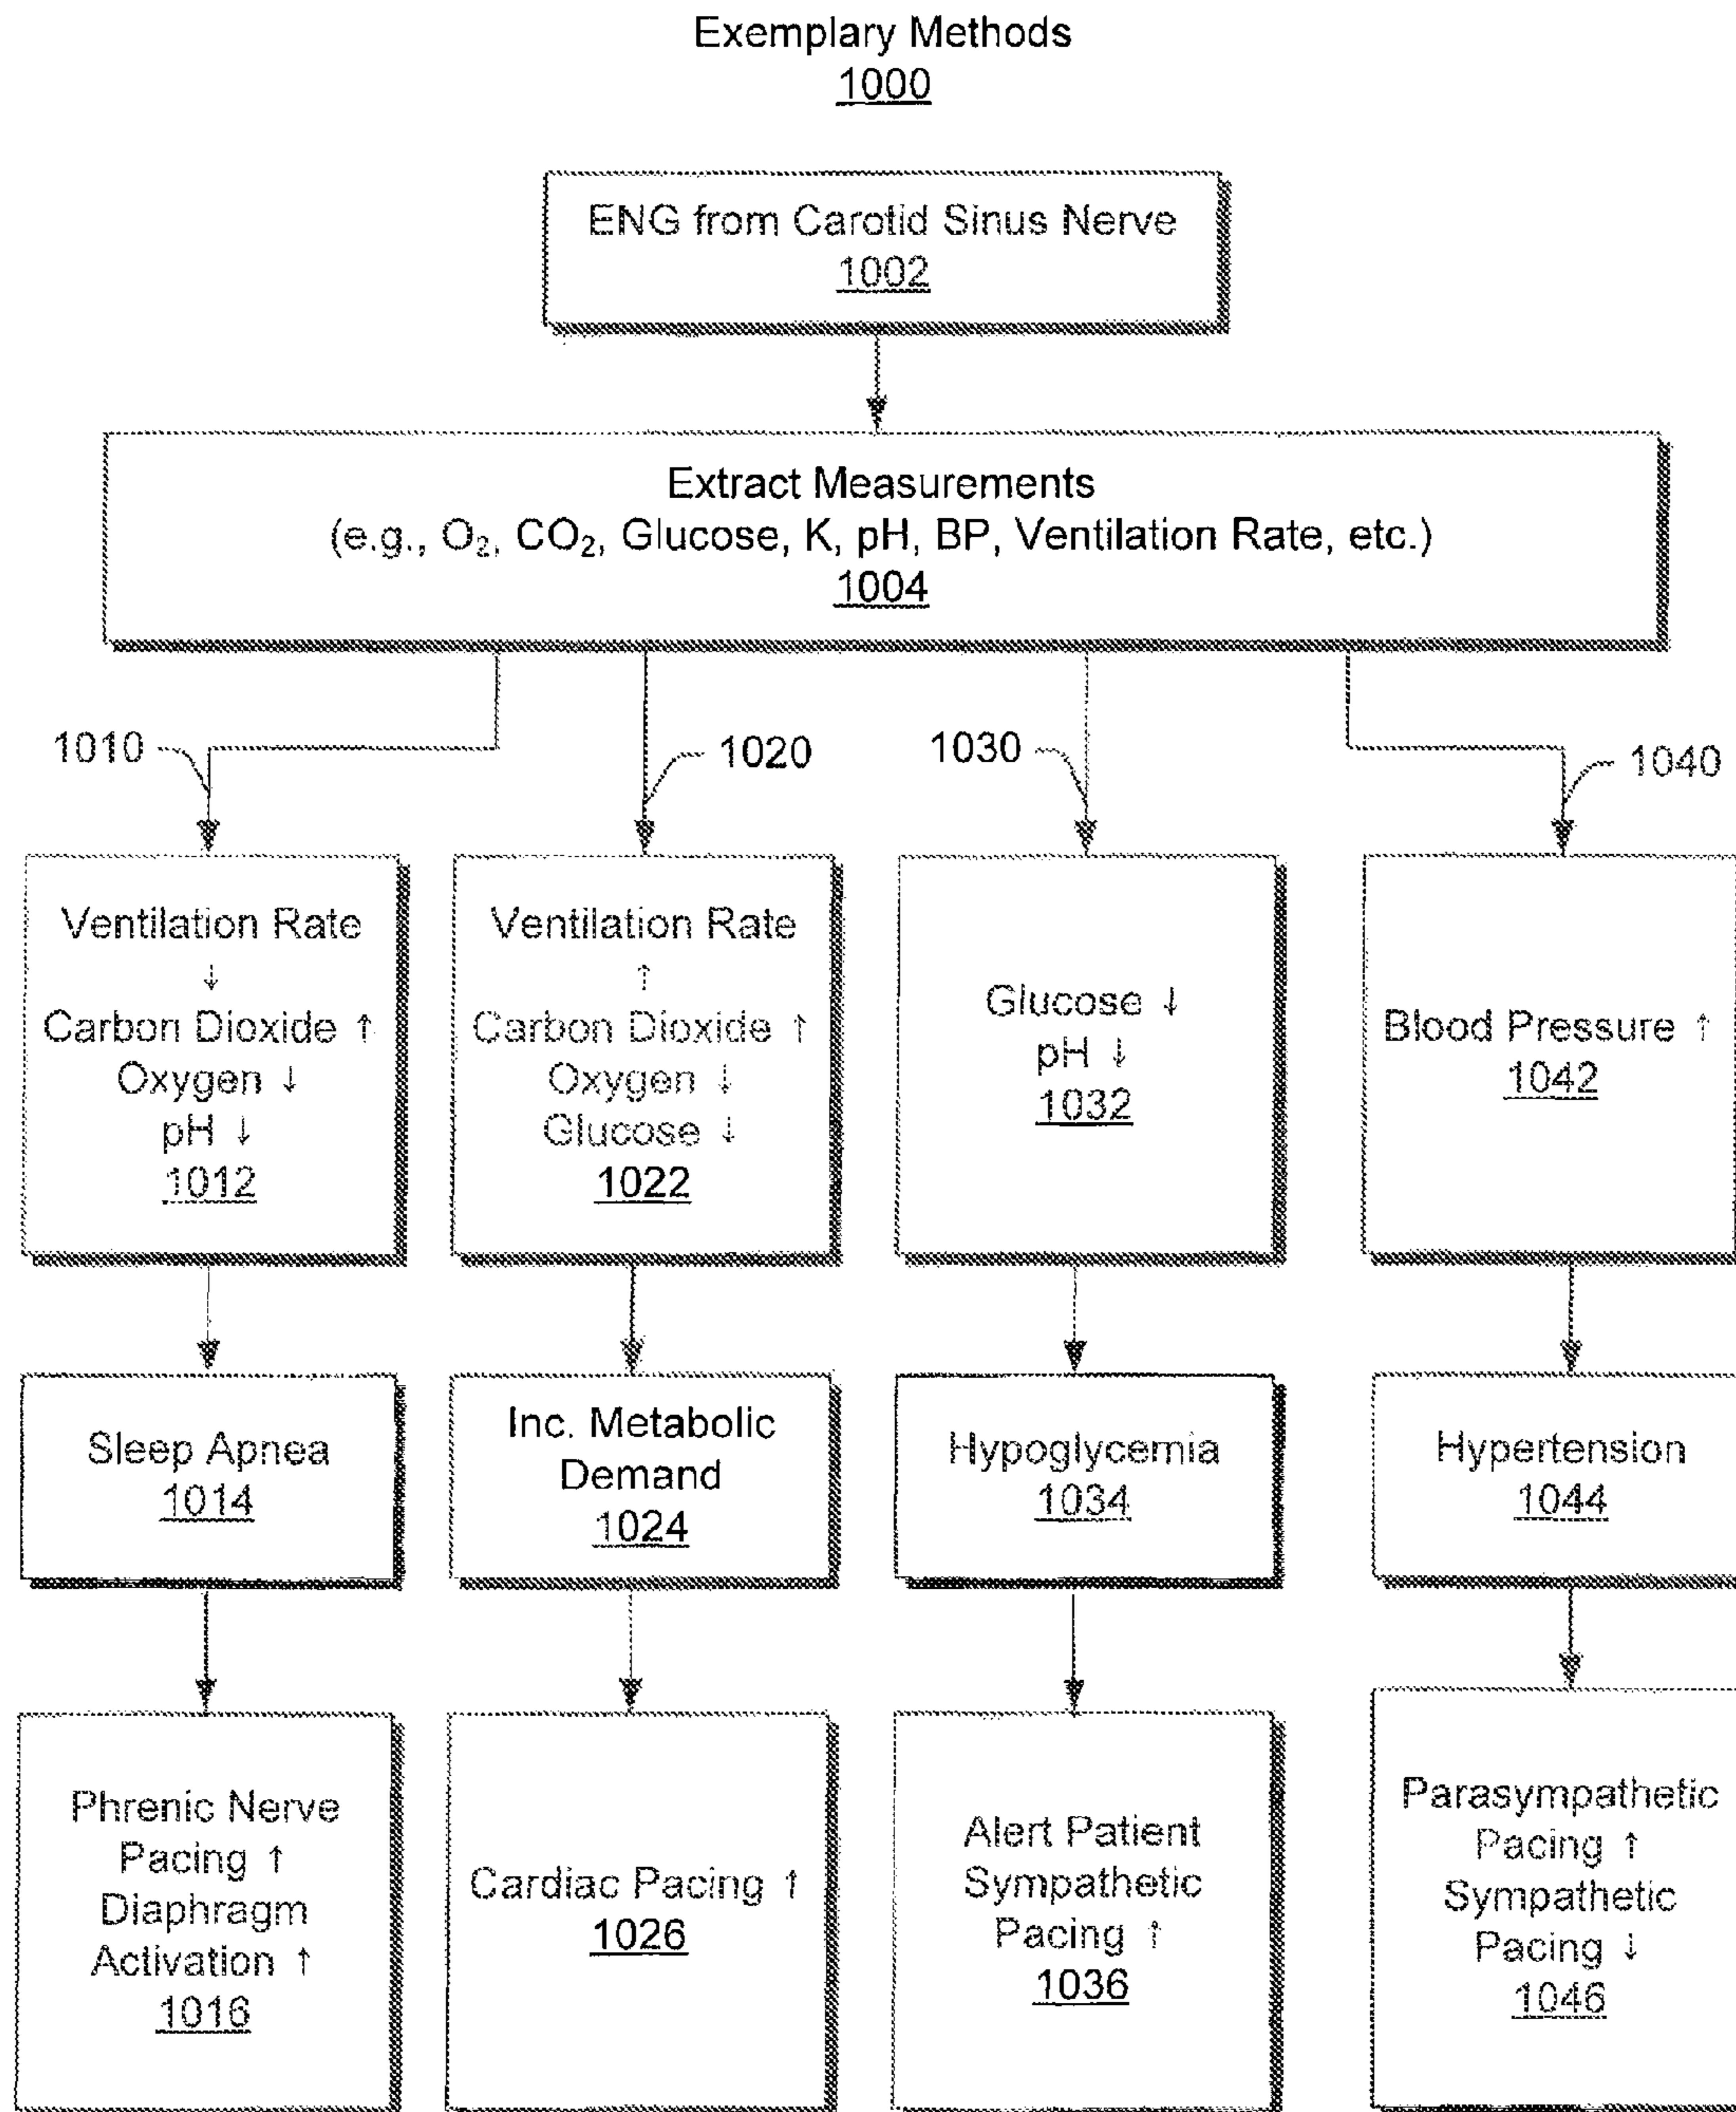 Exemplary Methods
1000
ENG from Carotid Sinus Nerve
1002
Extract Measurements
(e.g., O₂, CO₂, Glucose, K, pH, BP, Ventilation Rate, etc.)
1004
1010
1020
1030
1040
Ventilation Rate
↓
Carbon Dioxide ↑
Oxygen ↓
pH ↓
1012
Ventilation Rate
↑
Carbon Dioxide ↑
Oxygen ↓
Glucose ↓
1022
Glucose ↓
pH ↓
1032
Blood Pressure ↑
1042
Sleep Apnea
1014
Inc. Metabolic
Demand
1024
Hypoglycemia
1034
Hypertension
1044
Phrenic Nerve
Pacing ↑
Diaphragm
Activation ↑
1016
Cardiac Pacing ↑
1026
Alert Patient
Sympathetic
Pacing ↑
1036
Parasympathetic
Pacing ↑
Sympathetic
Pacing ↓
1046